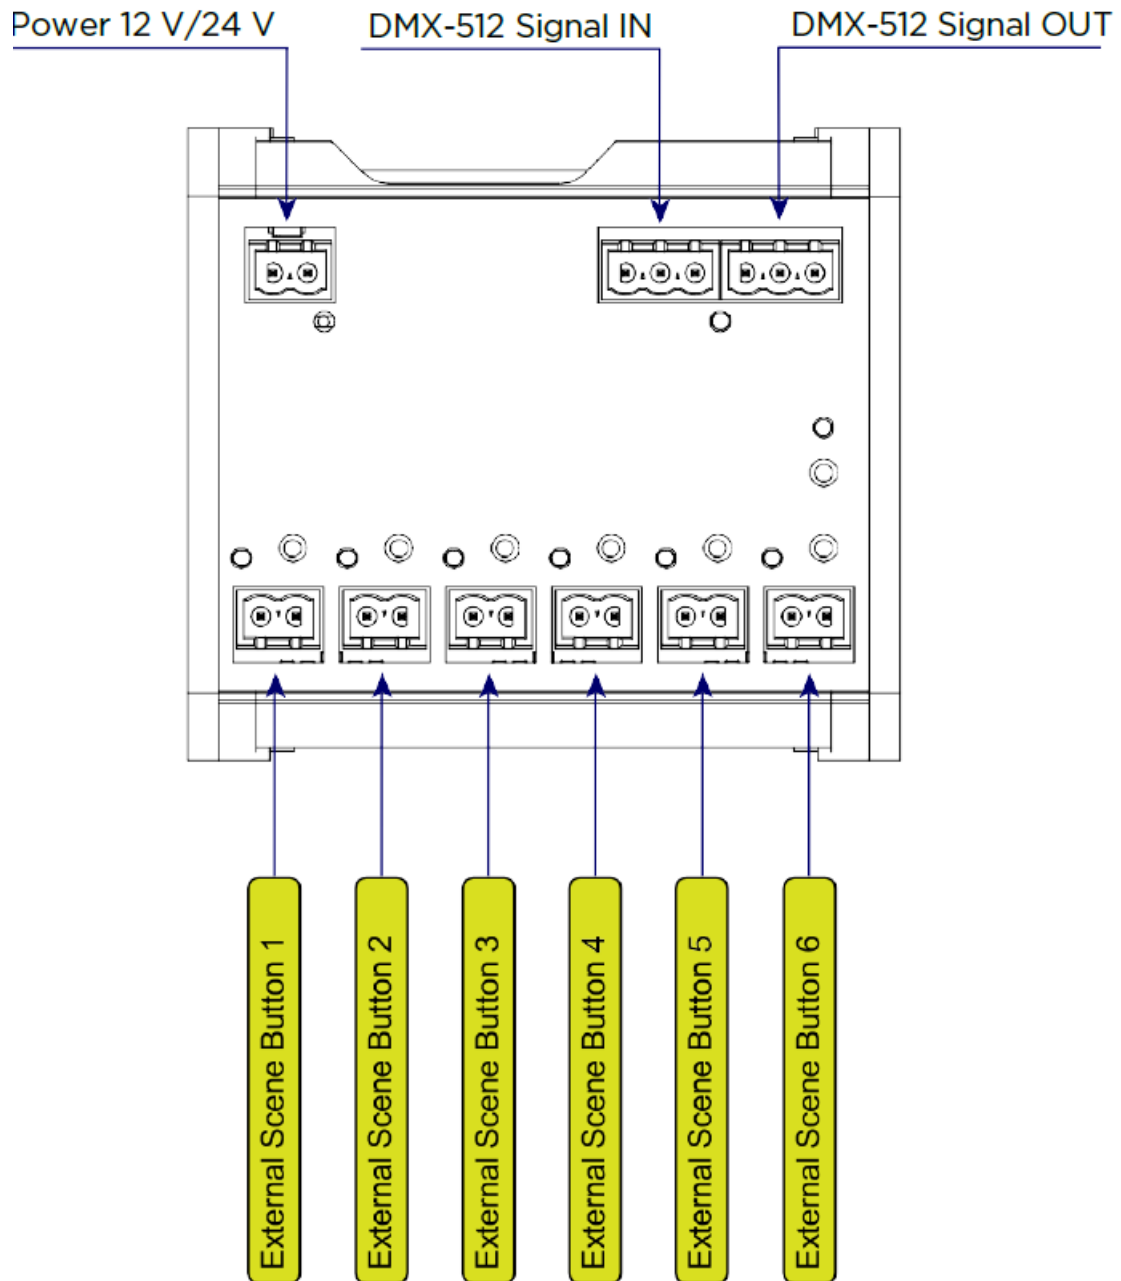 Power 12 V/24 V
DMX-512 Signal IN
DMX-512 Signal OUT
External Scene Button 1
External Scene Button 2
External Scene Button 3
External Scene Button 4
External Scene Button 5
External Scene Button 6